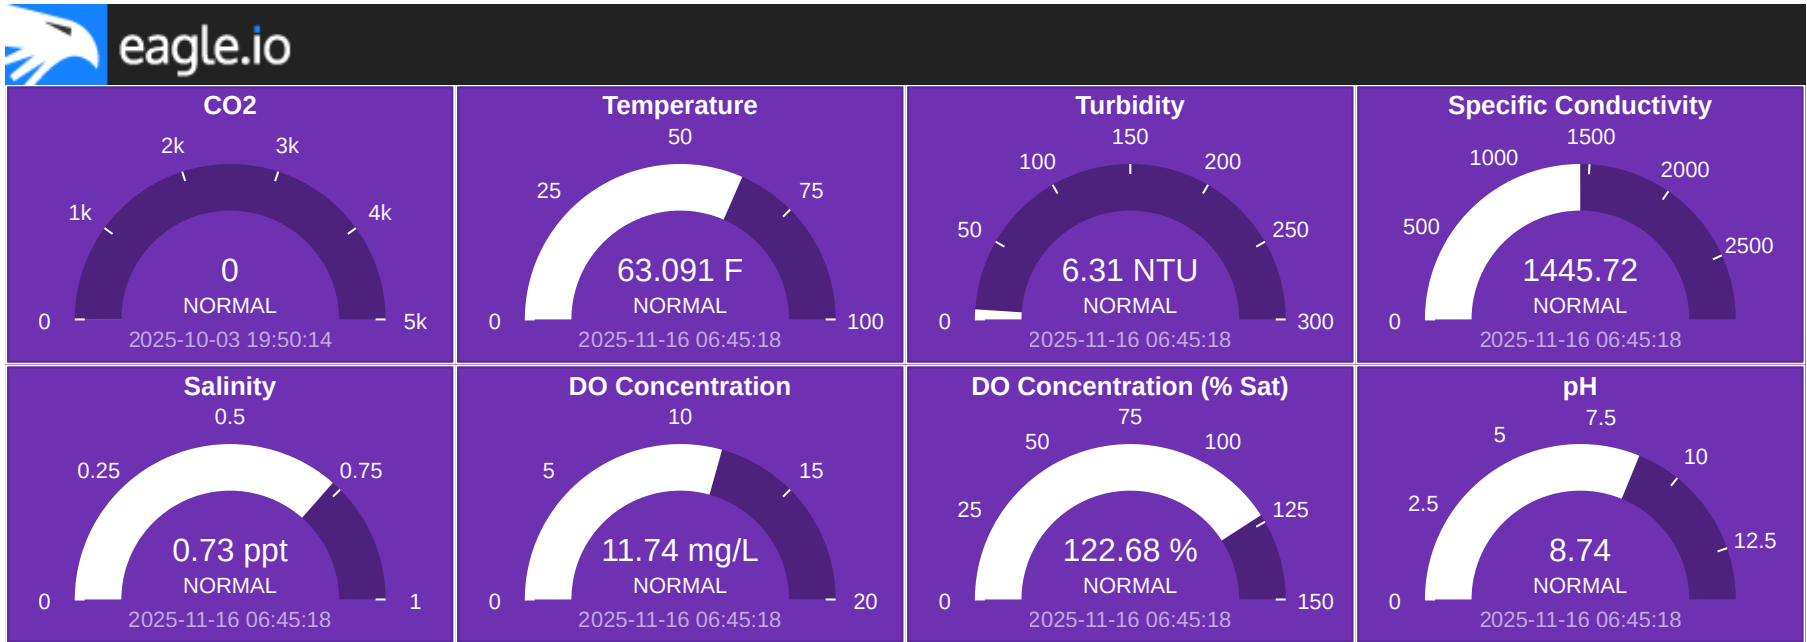 eagle.io
CO2
2k 3k
1k 4k
0
NORMAL
0 5k
2025-10-03 19:50:14
Temperature
50
25 75
63.091 F
NORMAL
0 100
2025-11-16 06:45:18
Turbidity
150
100 200
50 250
6.31 NTU
NORMAL
0 300
2025-11-16 06:45:18
Specific Conductivity
1500
1000 2000
500 2500
1445.72
NORMAL
0
2025-11-16 06:45:18
Salinity
0.5
0.25 0.75
0.73 ppt
NORMAL
0 1
2025-11-16 06:45:18
DO Concentration
10
5 15
11.74 mg/L
NORMAL
0 20
2025-11-16 06:45:18
DO Concentration (% Sat)
75
50 100
25 125
122.68 %
NORMAL
0 150
2025-11-16 06:45:18
pH
7.5
5 10
2.5 12.5
8.74
NORMAL
0
2025-11-16 06:45:18